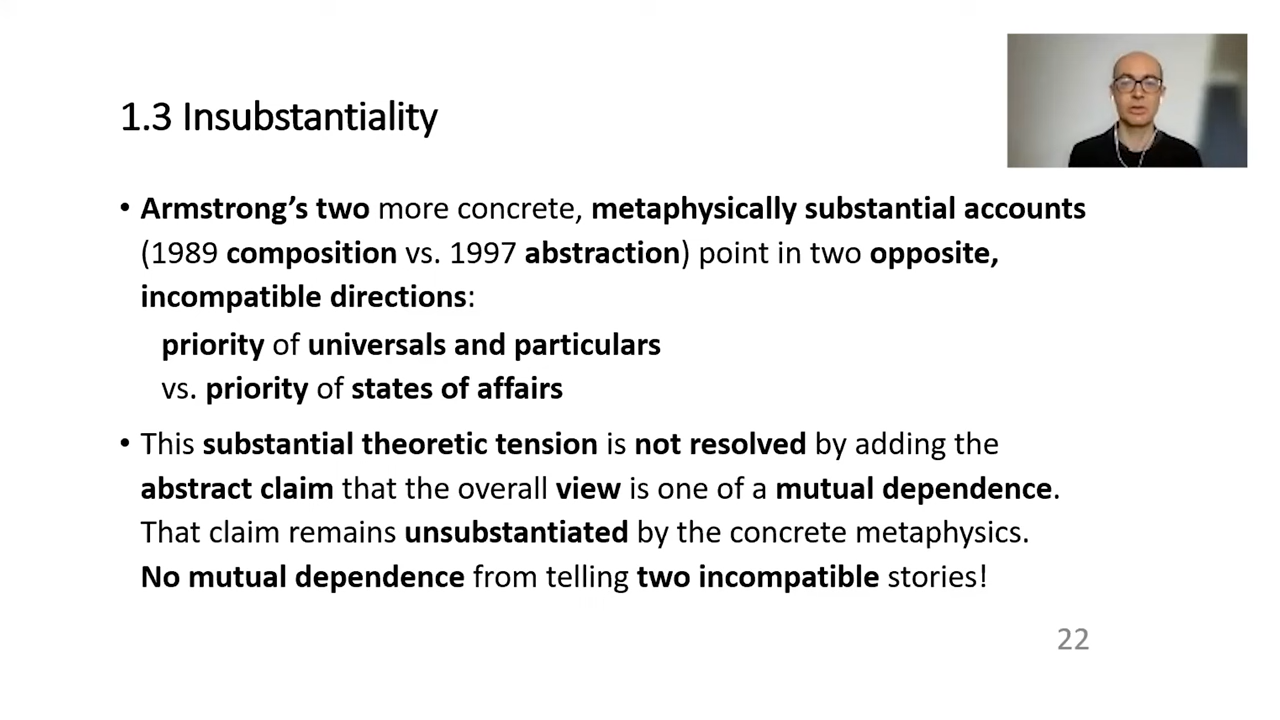 1.3 Insubstantiality
• Armstrong's two more concrete, metaphysically substantial accounts
(1989 composition vs. 1997 abstraction) point in two opposite,
incompatible directions:
priority of universals and particulars
vs. priority of states of affairs
• This substantial theoretic tension is not resolved by adding the
abstract claim that the overall view is one of a mutual dependence.
That claim remains unsubstantiated by the concrete metaphysics.
No mutual dependence from telling two incompatible stories!
22